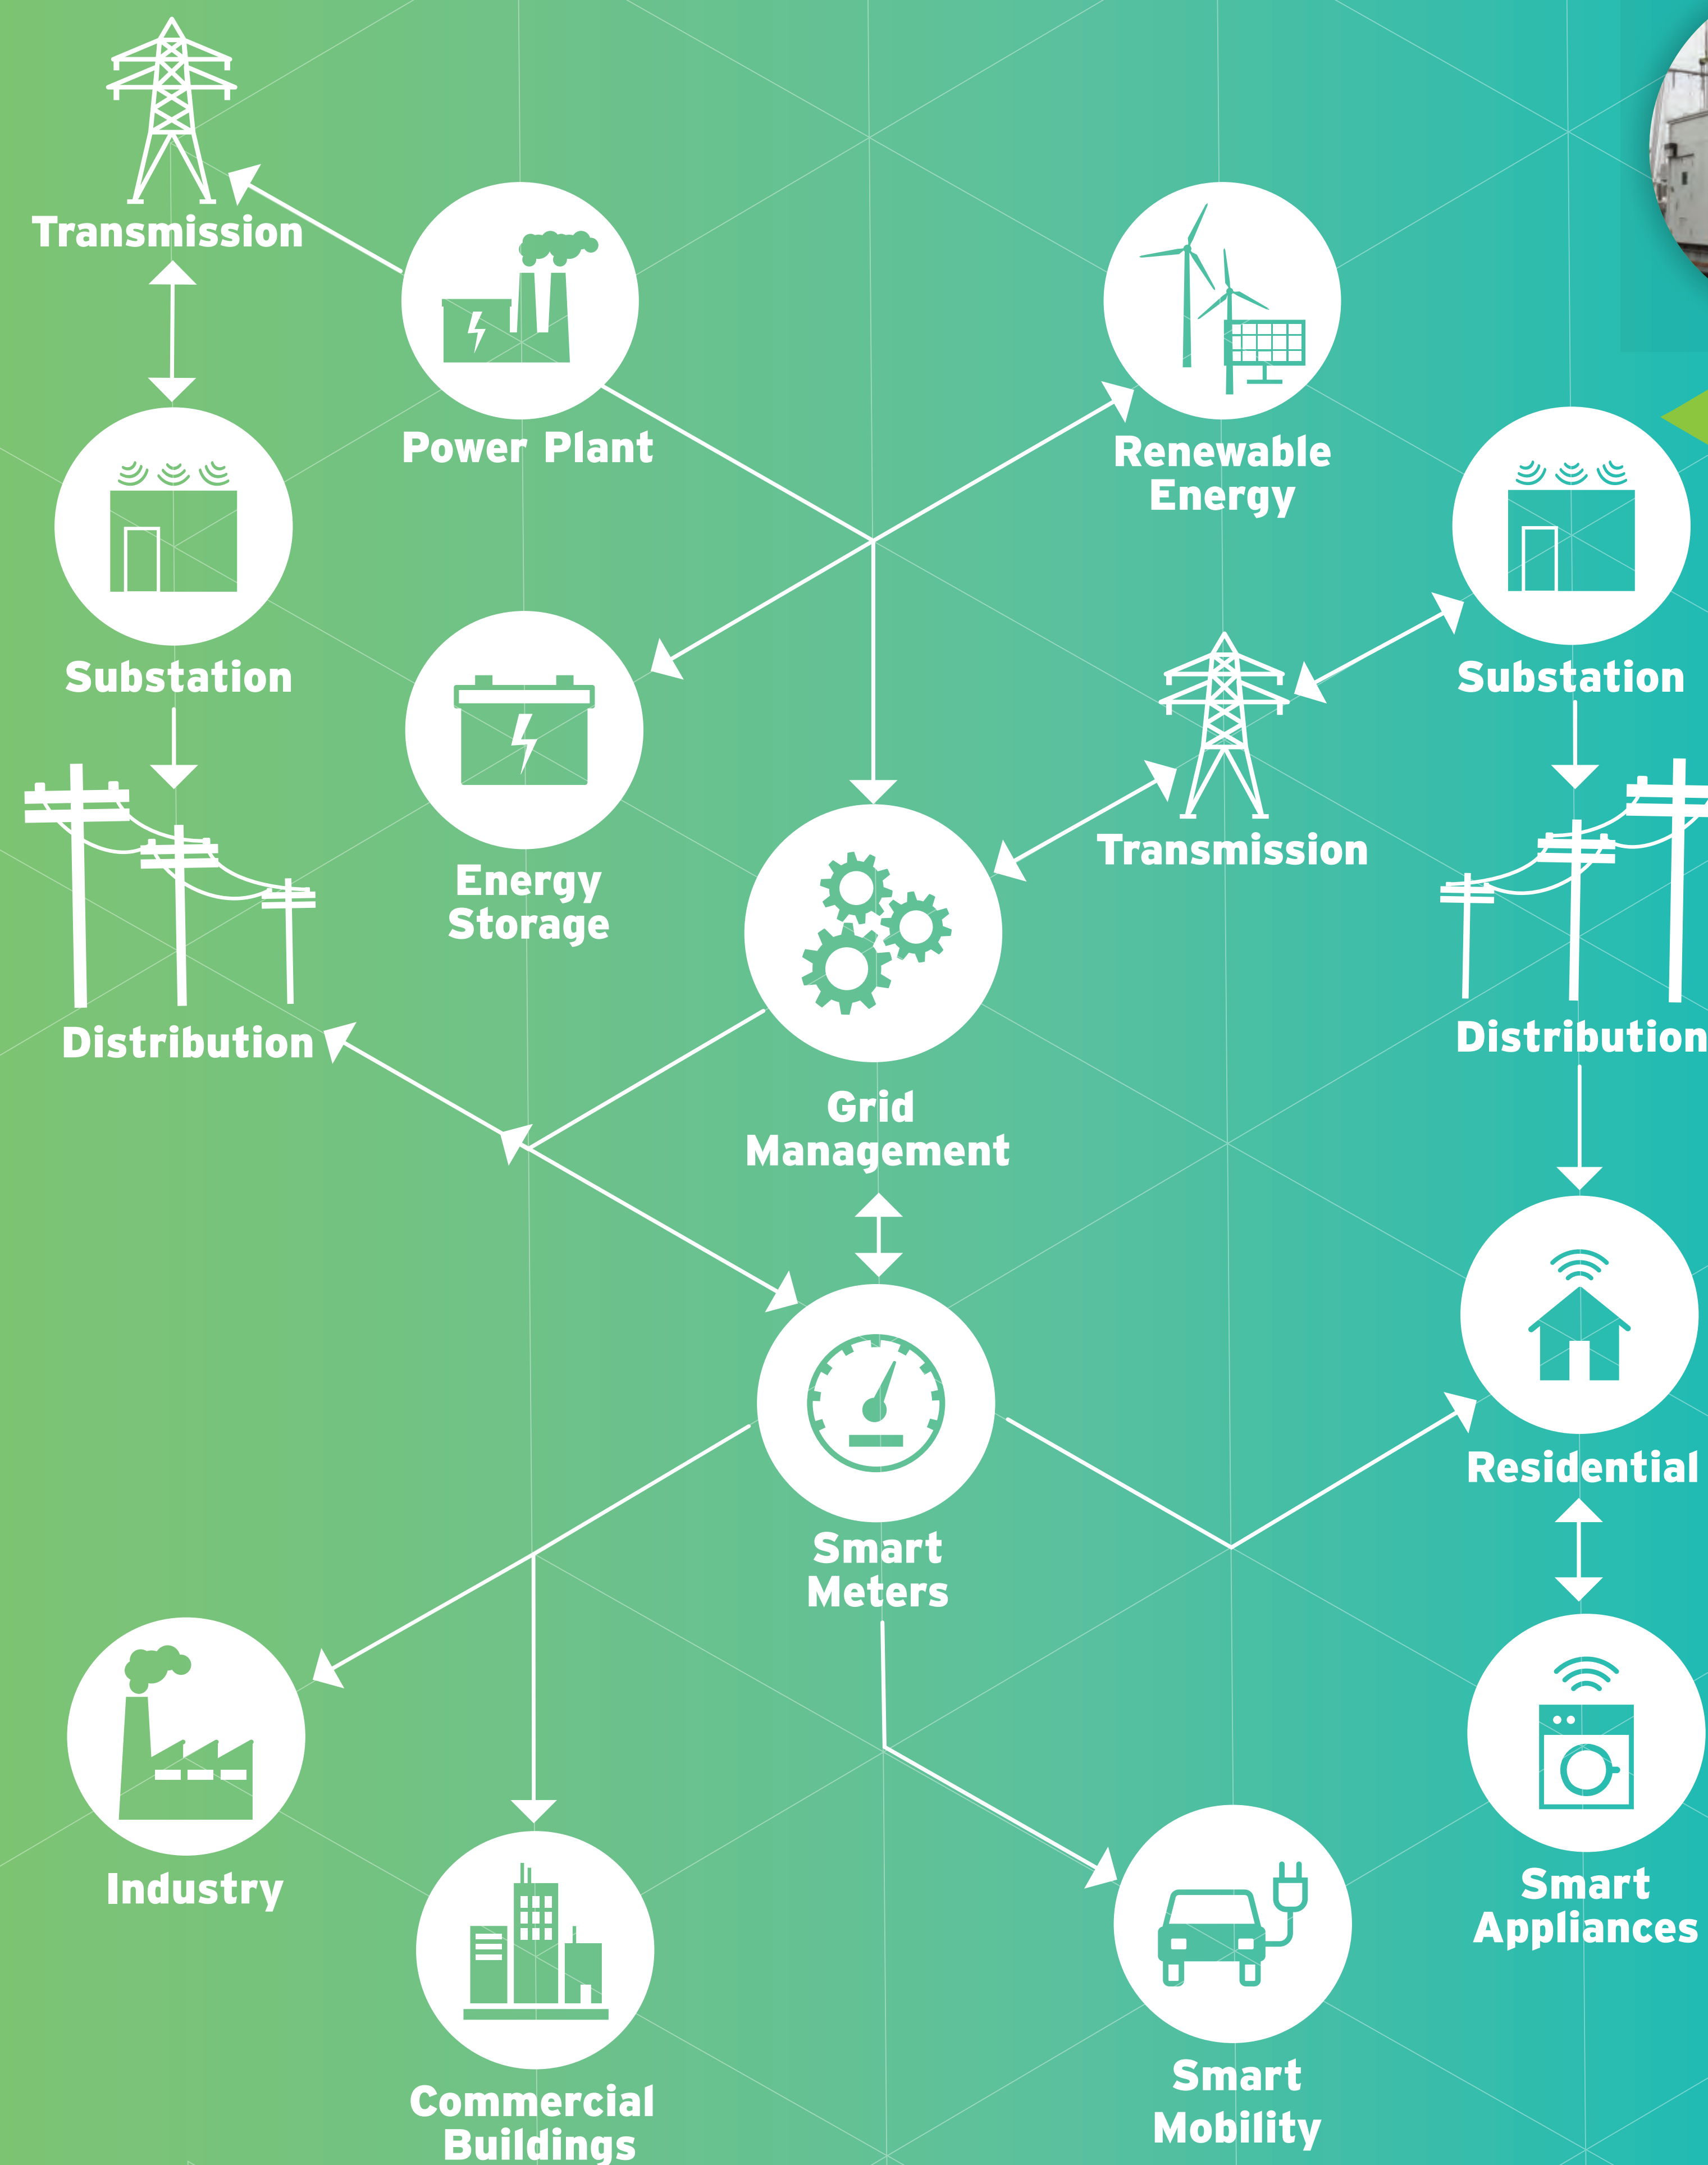 Transmission
Power Plant
Renewable
Energy
Substation
Substation
Transmission
Energy
Storage
Distribution
Distribution
Grid
Management
Residential
Smart
Meters
Industry
Smart
Appliances
Commercial
Buildings
Smart
Mobility